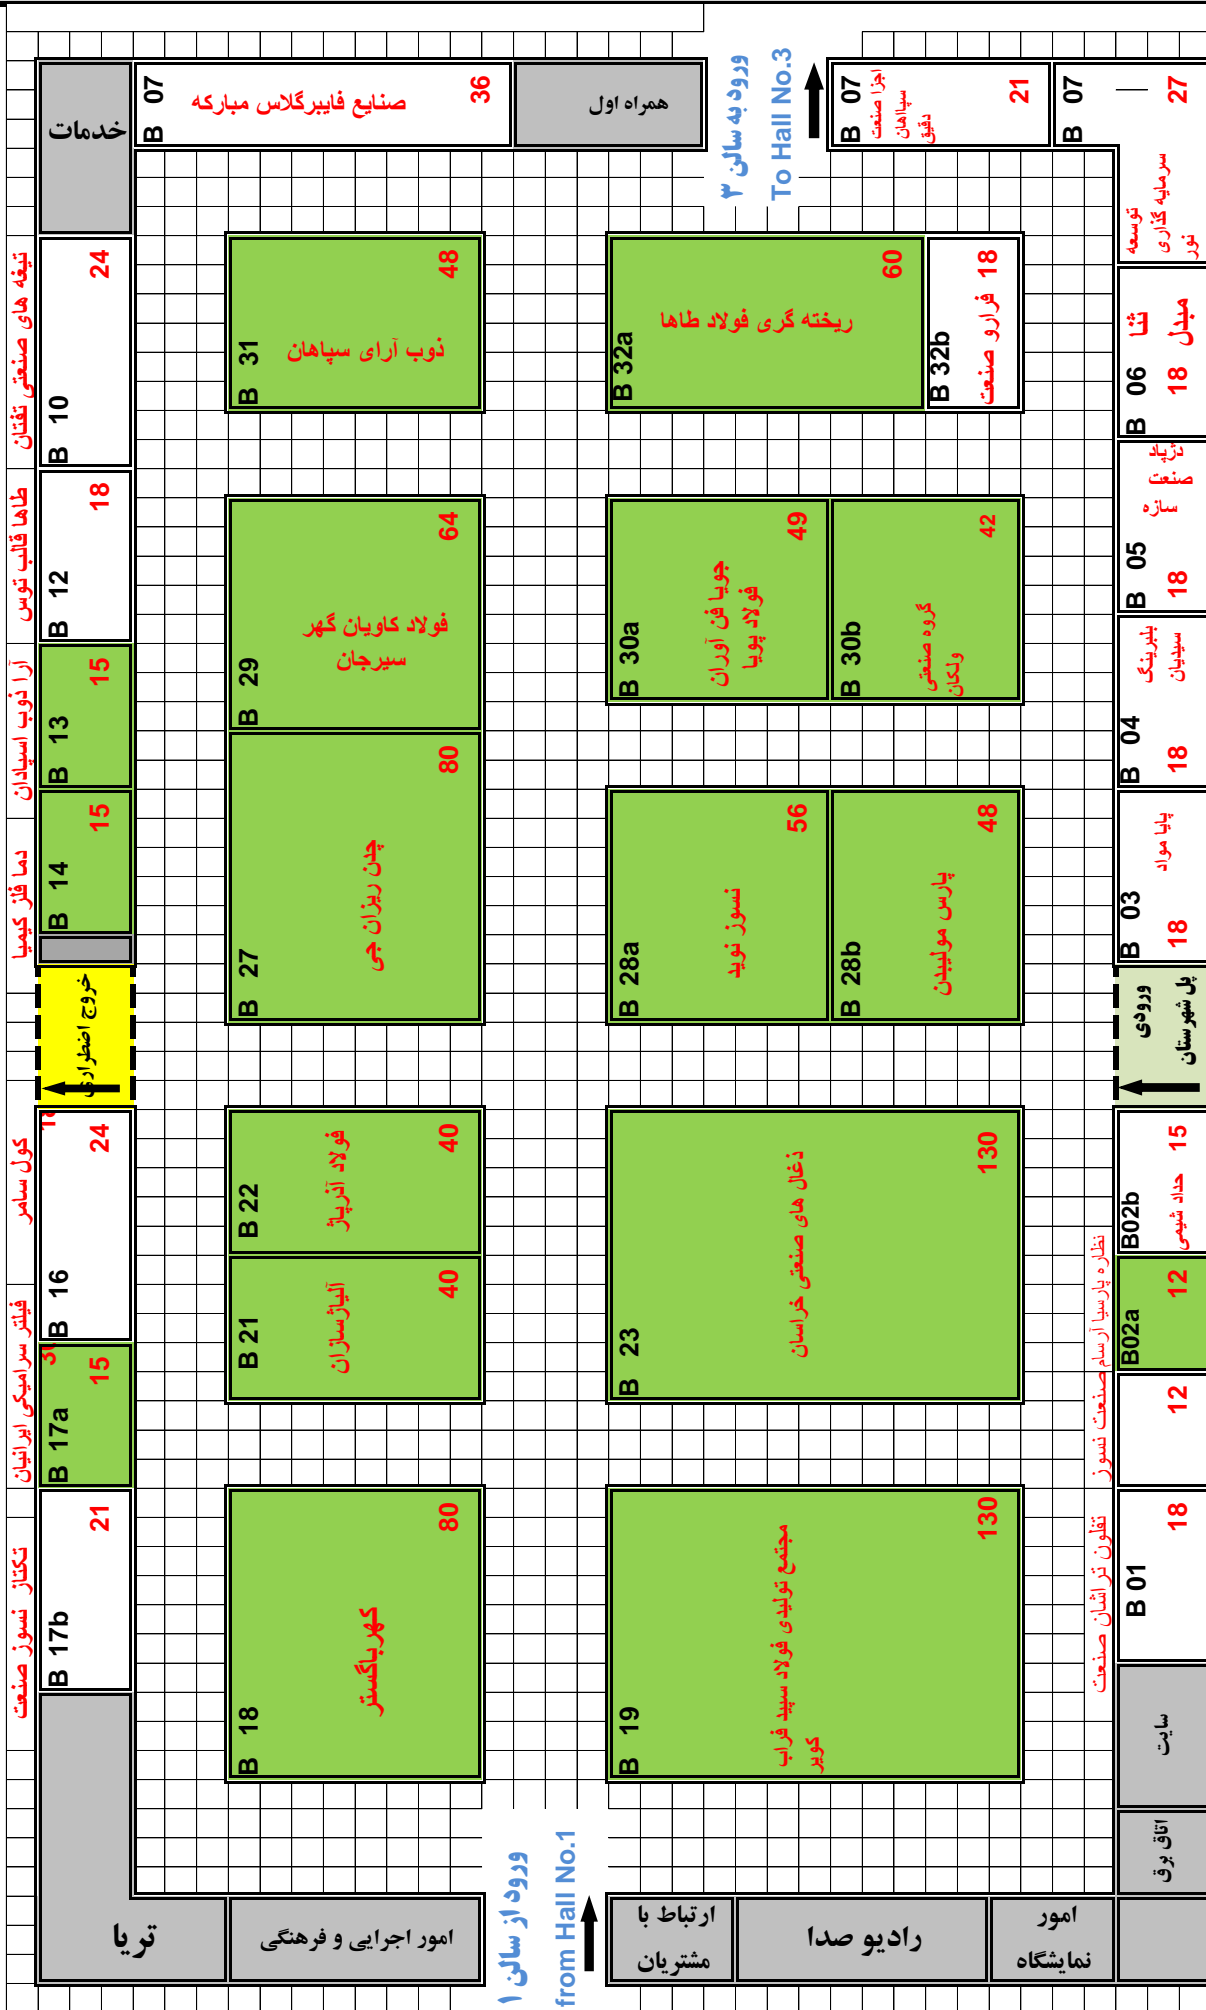 خدمات
B 07
صنایع فایبرگلاس مبارکه
36
همراه اول
ورود به سالن ۳
To Hall No.3
B 07
اجزا صنعت
سپاهان
دقیق
21
B 07
27
توسعه
سرمایه گذاری
نور
تیغه های صنعتی تفتان
B 10
24
B 31
ذوب آرای سپاهان
48
B 32a
ریخته گری فولاد طاها
60
B 32b
فرارو صنعت
18
B 06
ثنا
مبدل
18
طاها قالب توس
B 12
18
B 29
فولاد کاویان گهر
سیرجان
64
B 30a
جویا فن آوران
فولاد پویا
49
B 30b
گروه صنعتی
ولکان
42
B 05
دژپاد
صنعت
سازه
18
آرا ذوب اسپادان
B 13
15
B 04
بلبرینگ
سیدیان
18
دما فلز کیمیا
B 14
15
B 27
چدن ریزان جی
80
B 28a
نسوز نوید
56
B 28b
پارس مولیبدن
48
B 03
پایا مواد
18
خروج اضطراری
ورودی
پل شهرستان
کول سامر
B 16
24
B 22
فولاد آذرپاژ
40
B 21
آلیاژسازان
40
B 23
ذغال های صنعتی خراسان
130
B02b
حداد شیمی
15
نظاره پارسیا آرسام
B02a
12
فیلتر سرامیکی ایرانیان
B 17a
15
صنعت نسوز
12
تکتاز نسوز صنعت
B 17b
21
B 18
کهرباگستر
80
B 19
مجتمع تولیدی فولاد سپید فراب
کویر
130
تفلون تراشان صنعت
B 01
18
سایت
اتاق برق
تریا
امور اجرایی و فرهنگی
ورود از سالن ۱
from Hall No.1
ارتباط با
مشتریان
رادیو صدا
امور
نمایشگاه